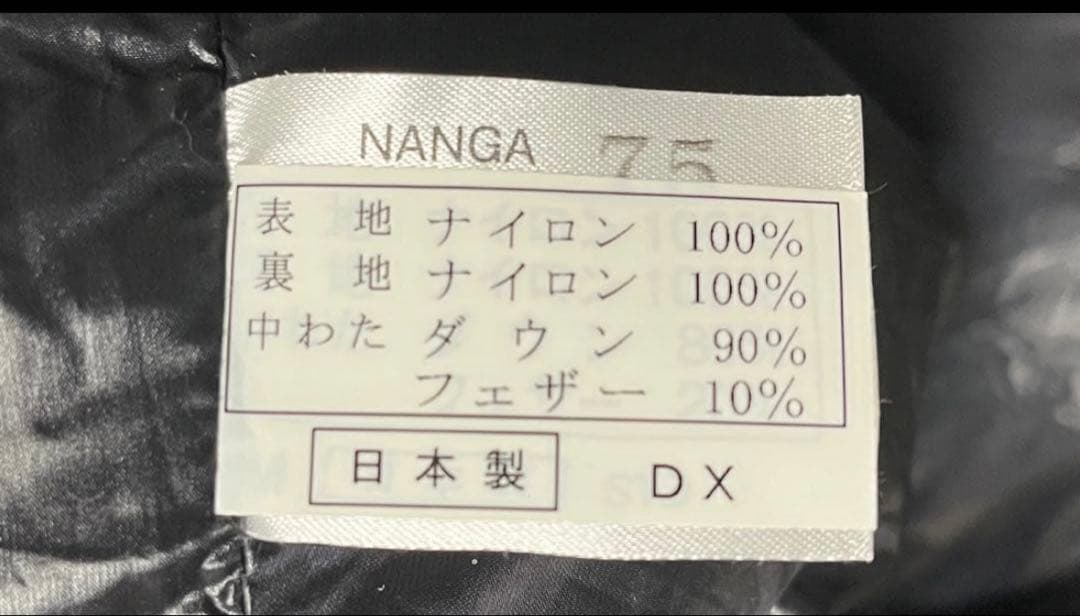 NANGA 75
表地 ナイロン 100%
裏地 ナイロン 100%
中わた ダウン 90%
フェザー 10%
日本製 DX